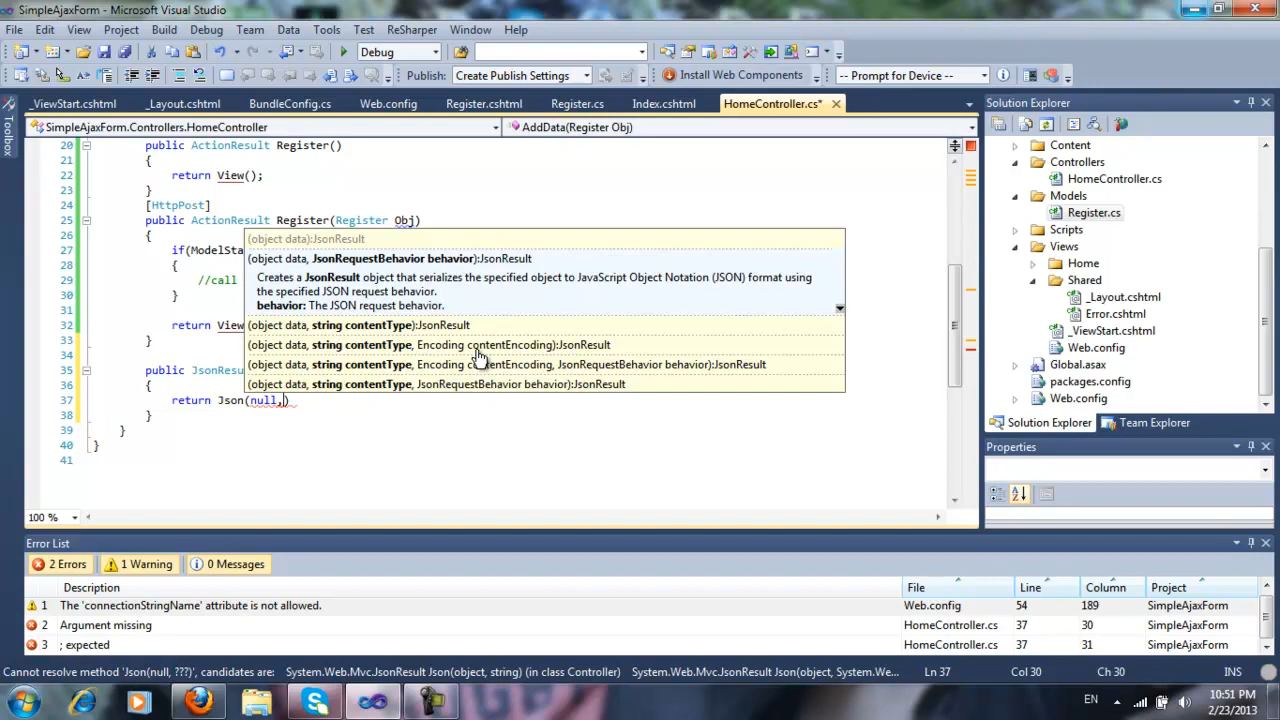 SimpleAjaxForm - Microsoft Visual Studio
File Edit View Project Build Debug Team Data Tools Test ReSharper Window Help
Debug
Publish: Create Publish Settings Install Web Components -- Prompt for Device --
Toolbox
_ViewStart.cshtml _Layout.cshtml BundleConfig.cs Web.config Register.cshtml Register.cs Index.cshtml HomeController.cs*
SimpleAjaxForm.Controllers.HomeController AddData(Register Obj)
20 public ActionResult Register()
21 {
22 return View();
23 }
24 [HttpPost]
25 public ActionResult Register(Register Obj)
26 {
27 if(ModelSta
28 {
29 //call
30 }
31
32 return View
33 }
34
35 public JsonResu
36 {
37 return Json(null,)
38 }
39 }
40 }
41
(object data):JsonResult
(object data, JsonRequestBehavior behavior):JsonResult
Creates a JsonResult object that serializes the specified object to JavaScript Object Notation (JSON) format using
the specified JSON request behavior.
behavior: The JSON request behavior.
(object data, string contentType):JsonResult
(object data, string contentType, Encoding contentEncoding):JsonResult
(object data, string contentType, Encoding contentEncoding, JsonRequestBehavior behavior):JsonResult
(object data, string contentType, JsonRequestBehavior behavior):JsonResult
100 %
Solution Explorer
Content
Controllers
HomeController.cs
Models
Register.cs
Scripts
Views
Home
Shared
_Layout.cshtml
Error.cshtml
_ViewStart.cshtml
Web.config
Global.asax
packages.config
Web.config
Solution Explorer Team Explorer
Properties
Error List
2 Errors 1 Warning 0 Messages
Description File Line Column Project
1 The 'connectionStringName' attribute is not allowed. Web.config 54 189 SimpleAjaxForm
2 Argument missing HomeController.cs 37 30 SimpleAjaxForm
3 ; expected HomeController.cs 37 31 SimpleAjaxForm
Cannot resolve method 'Json(null, ???)', candidates are: System.Web.Mvc.JsonResult Json(object, string) (in class Controller) System.Web.Mvc.JsonResult Json(object, System.We... Ln 37 Col 30 Ch 30 INS
EN 10:51 PM
2/23/2013